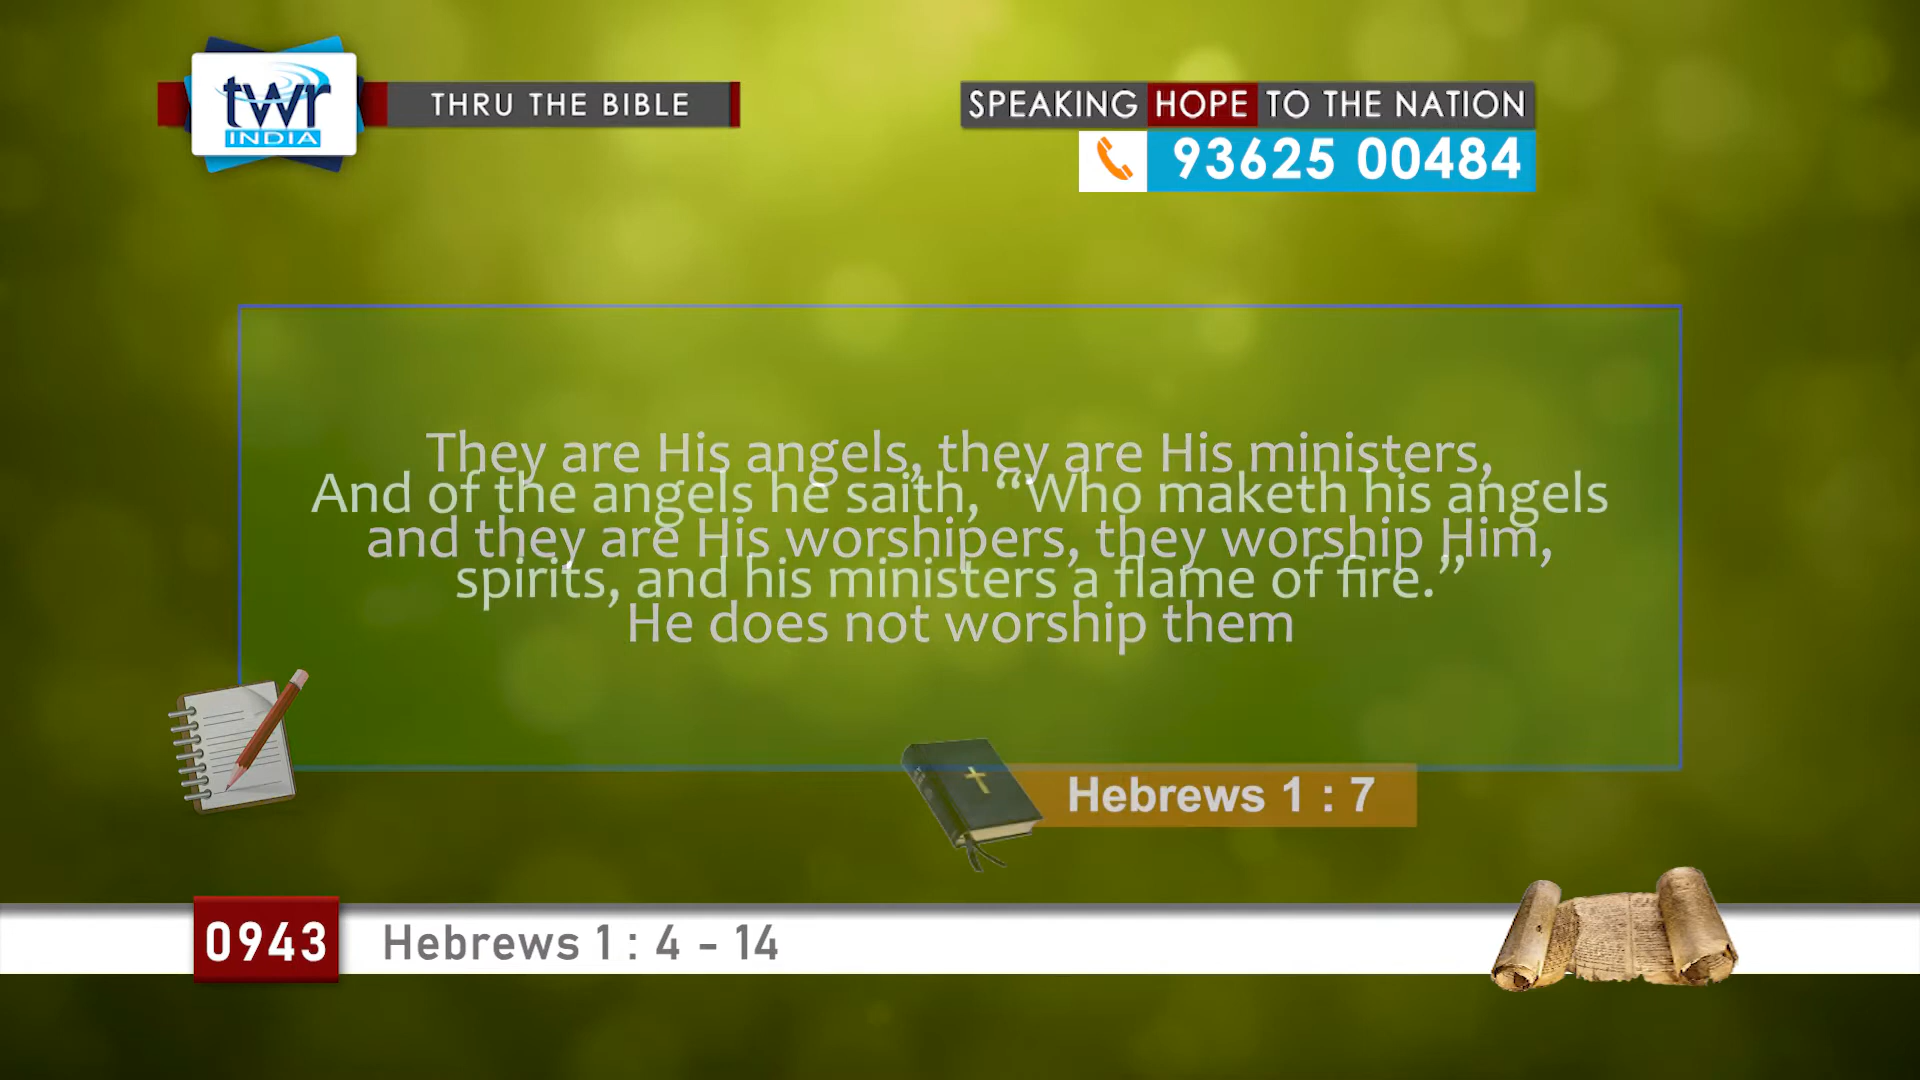 twr
INDIA
THRU THE BIBLE
SPEAKING HOPE TO THE NATION
93625 00484
They are His angels, they are His ministers,
And of the angels he saith, “Who maketh his angels
and they are His worshipers, they worship Him,
spirits, and his ministers a flame of fire.”
He does not worship them
Hebrews 1 : 7
0943
Hebrews 1 : 4 - 14